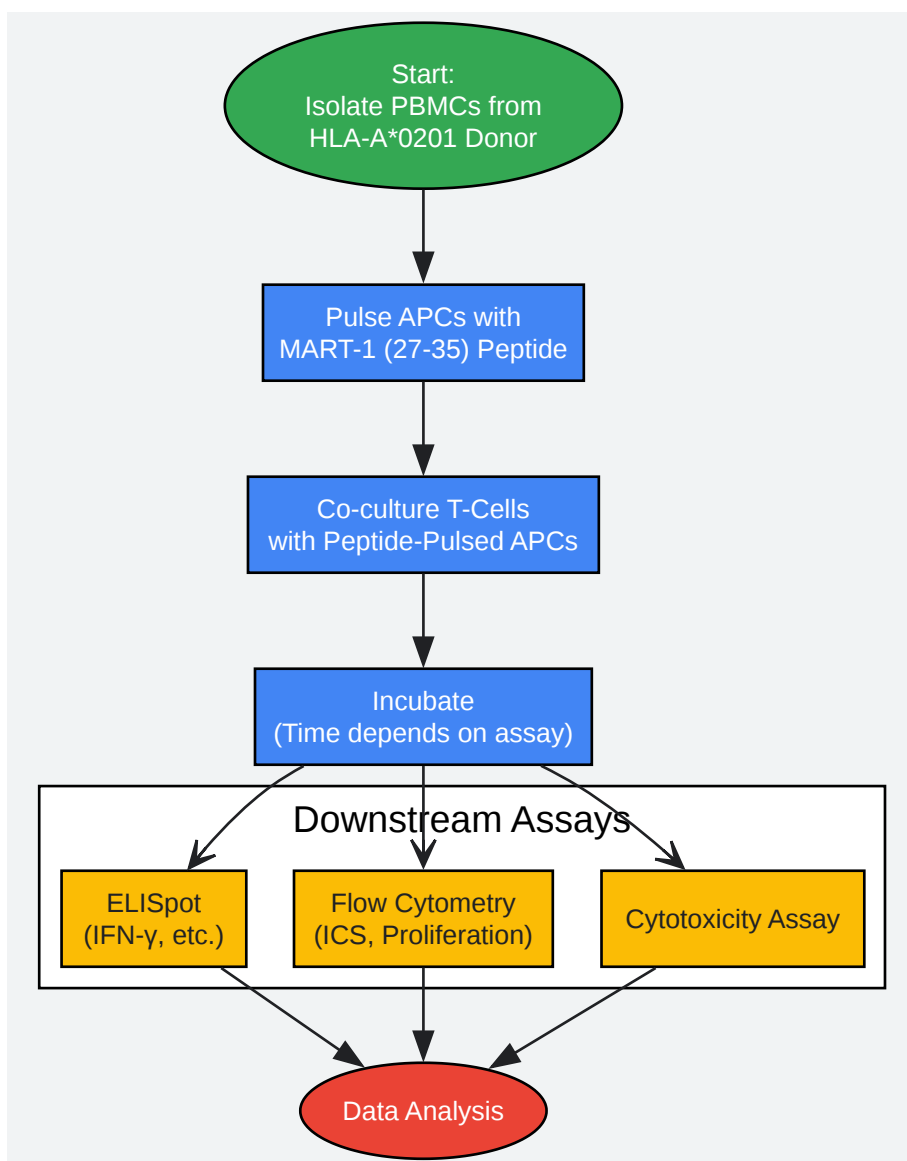 Start:
Isolate PBMCs from
HLA-A*0201 Donor
Pulse APCs with
MART-1 (27-35) Peptide
Co-culture T-Cells
with Peptide-Pulsed APCs
Incubate
(Time depends on assay)
Downstream Assays
ELISpot
(IFN-γ, etc.)
Flow Cytometry
(ICS, Proliferation)
Cytotoxicity Assay
Data Analysis